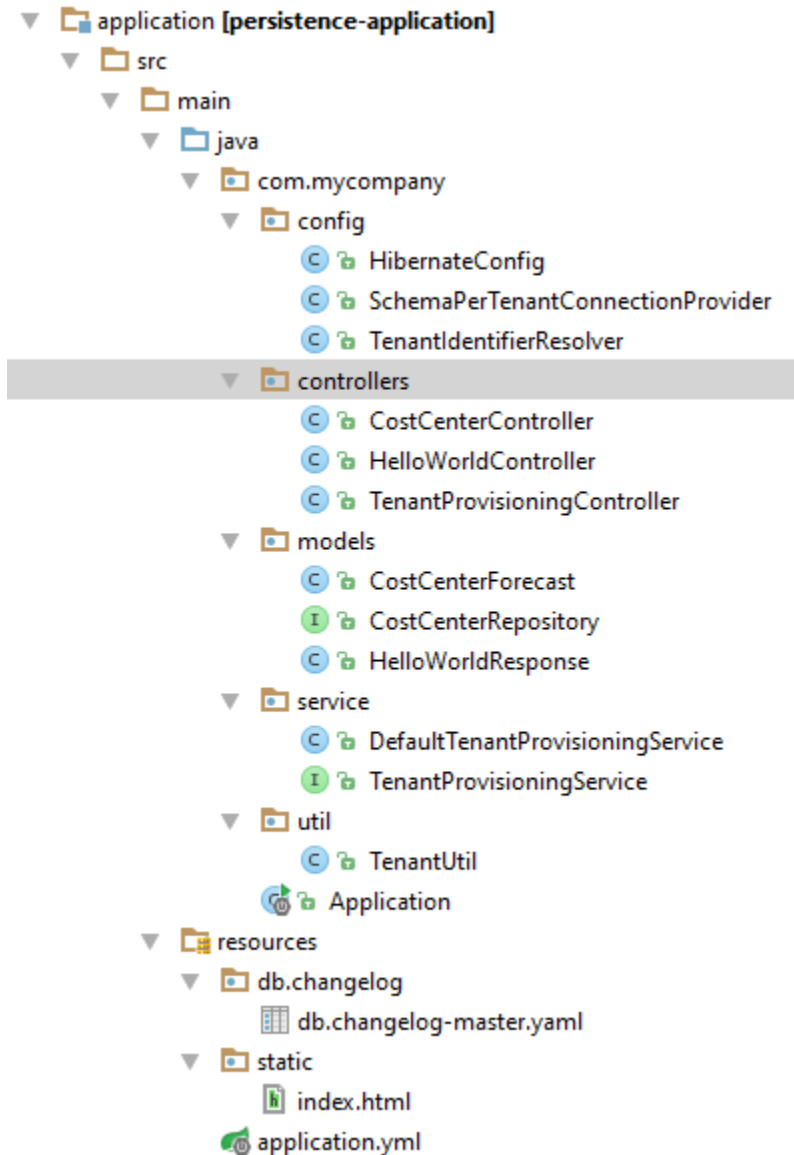 application [persistence-application]
src
main
java
com.mycompany
config
HibernateConfig
SchemaPerTenantConnectionProvider
TenantIdentifierResolver
controllers
CostCenterController
HelloWorldController
TenantProvisioningController
models
CostCenterForecast
CostCenterRepository
HelloWorldResponse
service
DefaultTenantProvisioningService
TenantProvisioningService
util
TenantUtil
Application
resources
db.changelog
db.changelog-master.yaml
static
index.html
application.yml